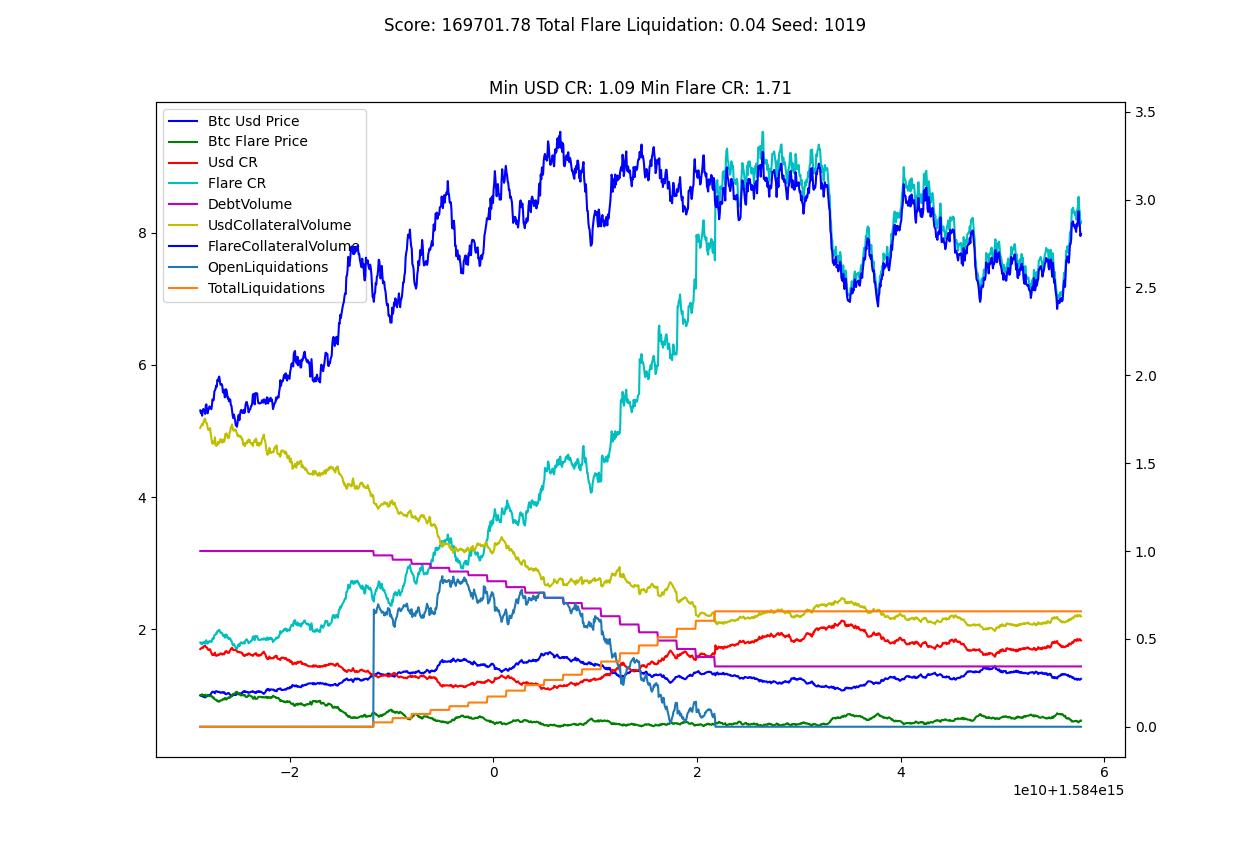 Score: 169701.78 Total Flare Liquidation: 0.04 Seed: 1019
Min USD CR: 1.09 Min Flare CR: 1.71
Btc Usd Price
Btc Flare Price
Usd CR
Flare CR
DebtVolume
UsdCollateralVolume
FlareCollateralVolume
OpenLiquidations
TotalLiquidations
8
6
4
2
3.5
3.0
2.5
2.0
1.5
1.0
0.5
0.0
−2
0
2
4
6
1e10+1.584e15